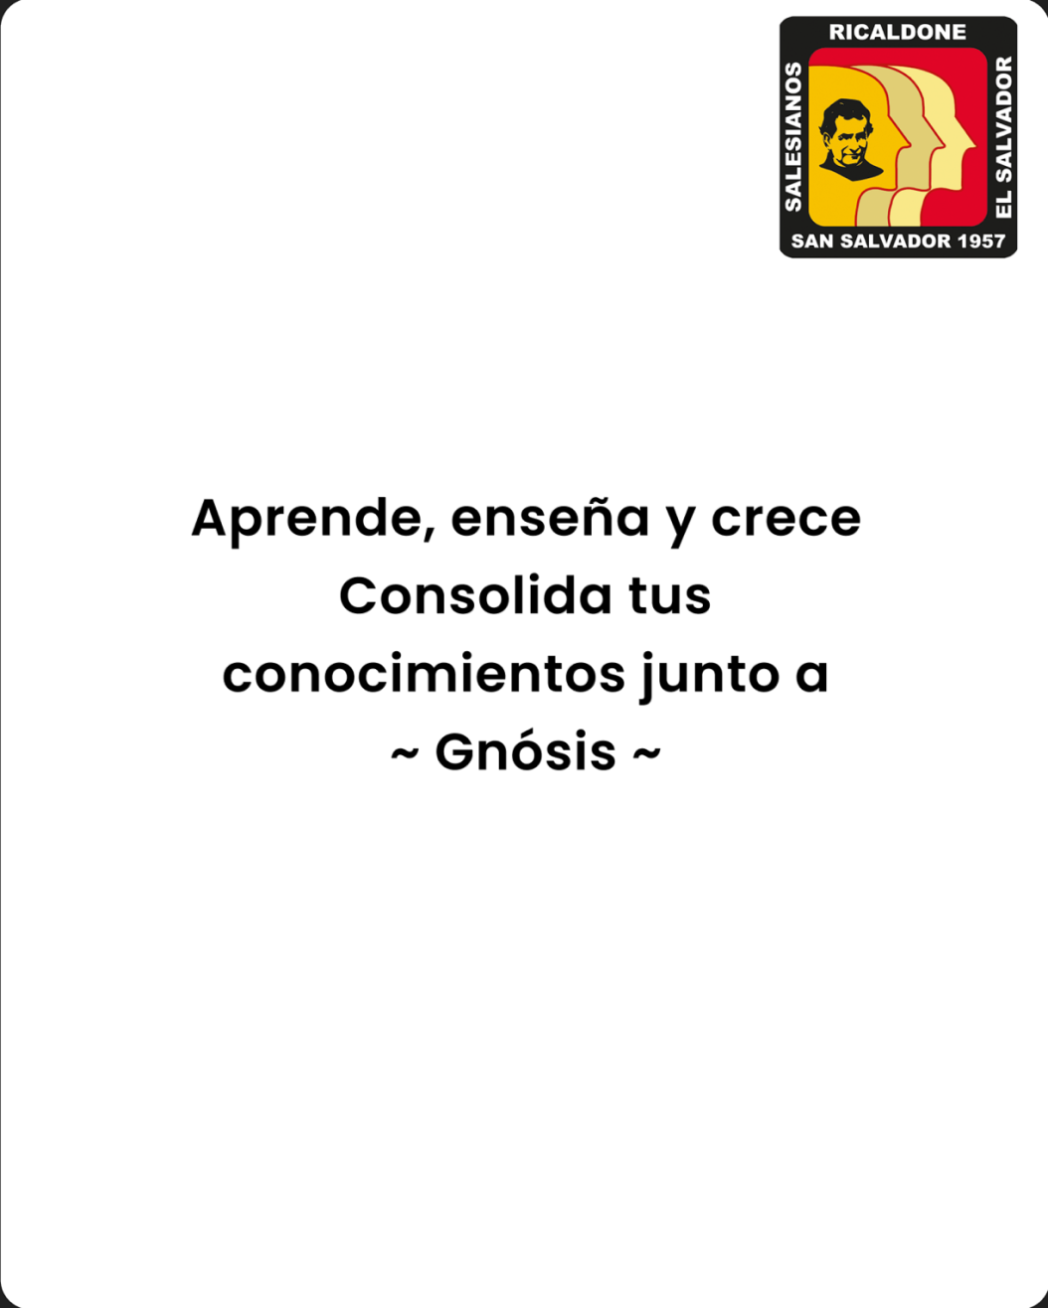 RICALDONE
SALESIANOS
EL SALVADOR
SAN SALVADOR 1957
Aprende, enseña y crece
Consolida tus
conocimientos junto a
~ Gnósis ~